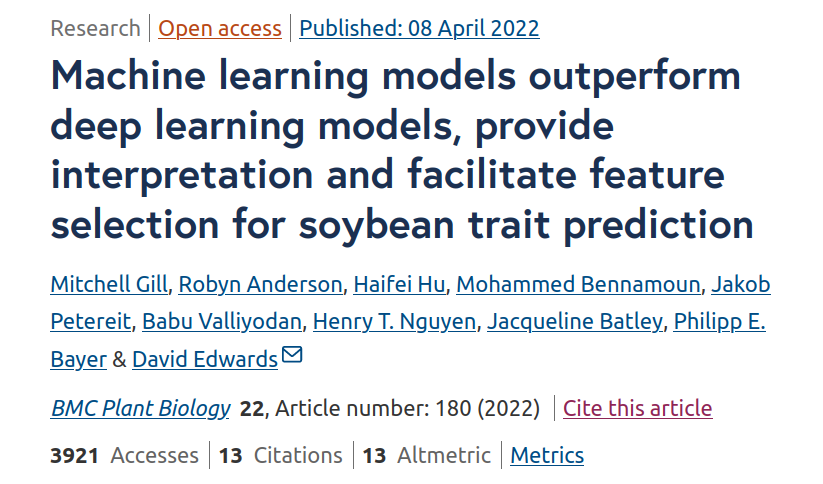 Research | Open access | Published: 08 April 2022
Machine learning models outperform
deep learning models, provide
interpretation and facilitate feature
selection for soybean trait prediction
Mitchell Gill, Robyn Anderson, Haifei Hu, Mohammed Bennamoun, Jakob
Petereit, Babu Valliyodan, Henry T. Nguyen, Jacqueline Batley, Philipp E.
Bayer & David Edwards
BMC Plant Biology 22, Article number: 180 (2022) | Cite this article
3921 Accesses | 13 Citations | 13 Altmetric | Metrics